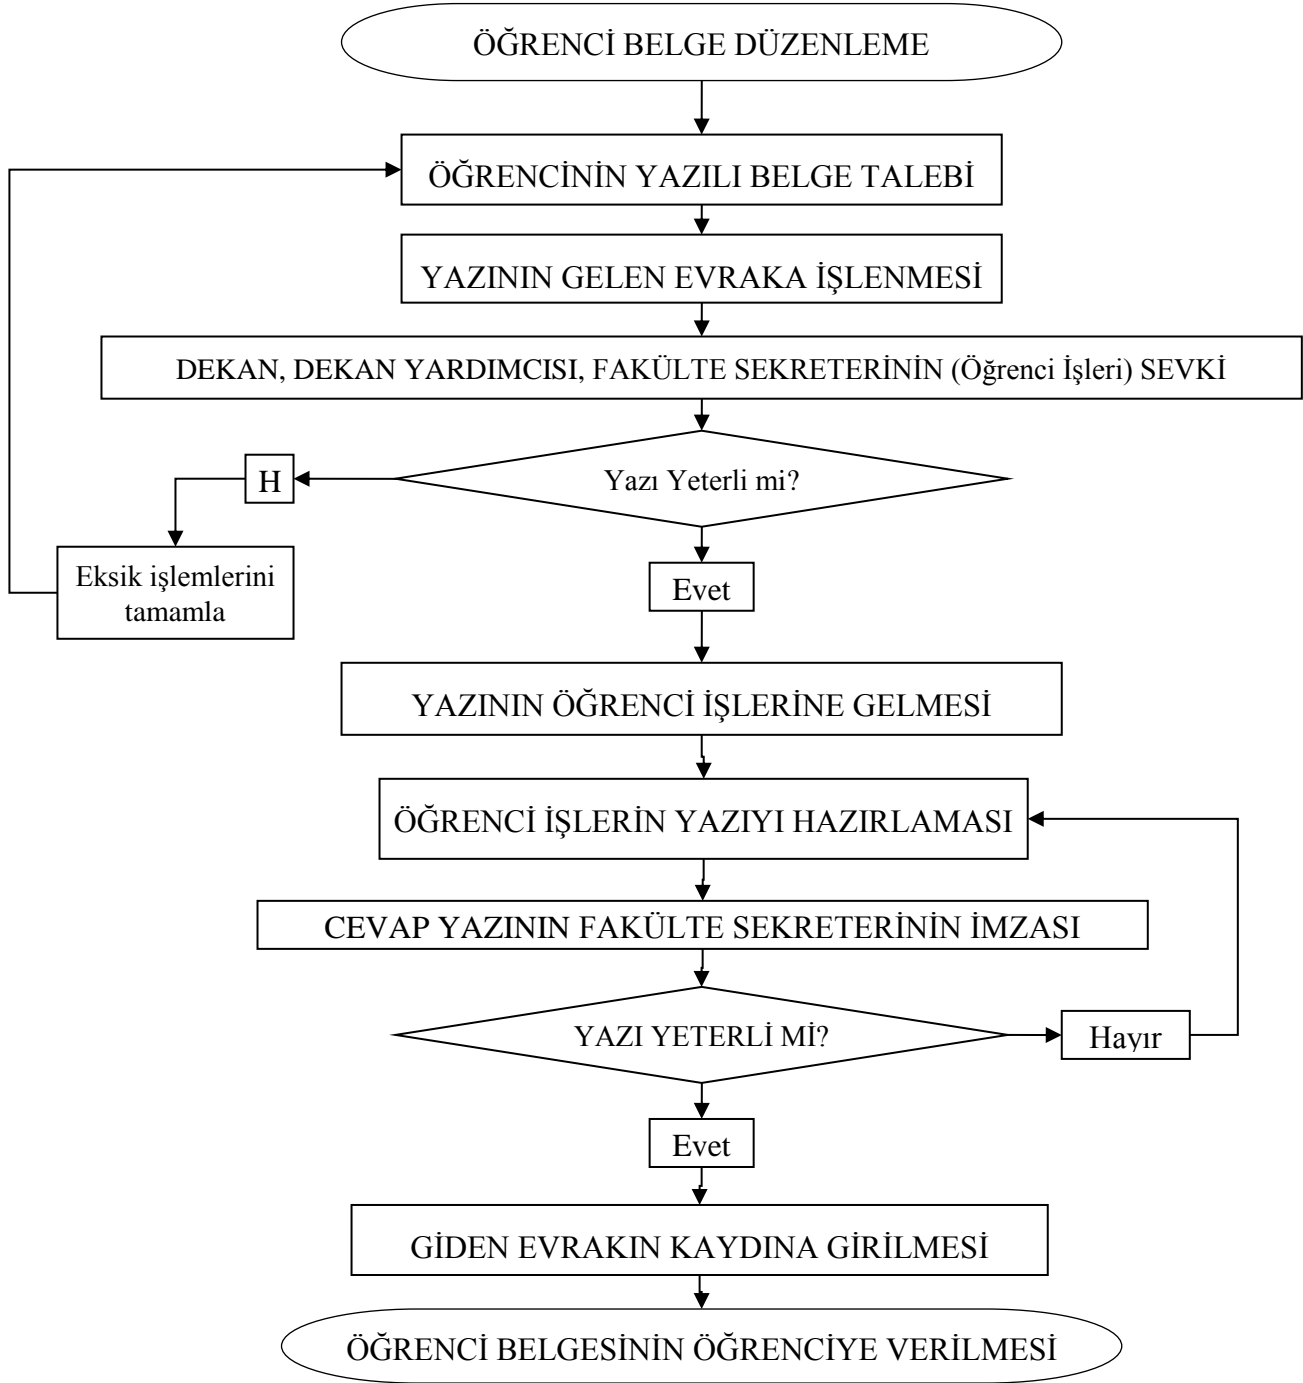 ÖĞRENCİ BELGE DÜZENLEME
ÖĞRENCİNİN YAZILI BELGE TALEBİ
YAZININ GELEN EVRAKA İŞLENMESİ
DEKAN, DEKAN YARDIMCISI, FAKÜLTE SEKRETERİNİN (Öğrenci İşleri) SEVKİ
Yazı Yeterli mi?
H
Eksik işlemlerini
tamamla
Evet
YAZININ ÖĞRENCİ İŞLERİNE GELMESİ
ÖĞRENCİ İŞLERİN YAZIYI HAZIRLAMASI
CEVAP YAZININ FAKÜLTE SEKRETERİNİN İMZASI
YAZI YETERLİ Mİ?
Hayır
Evet
GİDEN EVRAKIN KAYDINA GİRİLMESİ
ÖĞRENCİ BELGESİNİN ÖĞRENCİYE VERİLMESİ